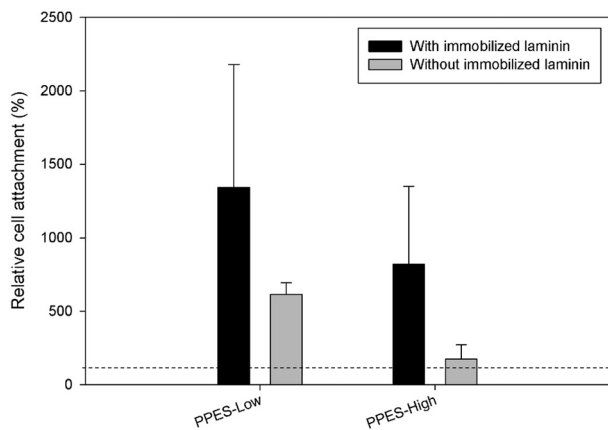 2500
2000
1500
1000
500
0
Relative cell attachment (%)
With immobilized laminin
Without immobilized laminin
PPES-Low
PPES-High